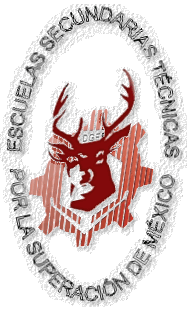 ESCUELAS SECUNDARIAS TÉCNICAS
DGEST
POR LA SUPERACIÓN DE MÉXICO